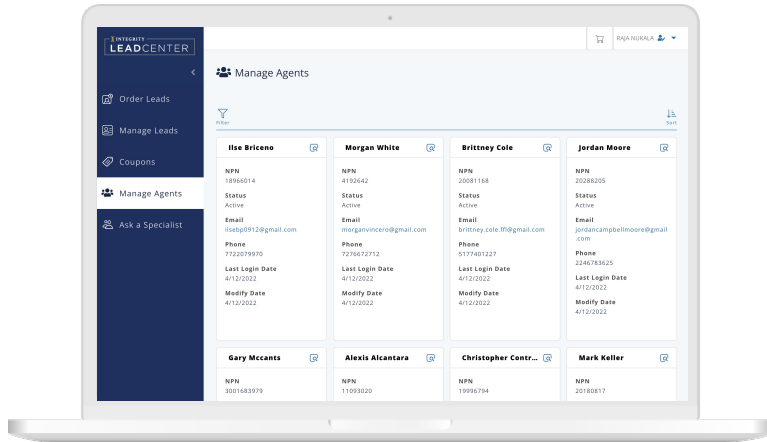 INTEGRITY
LEADCENTER
RAJA NUKALA
Manage Agents
Order Leads
Manage Leads
Coupons
Manage Agents
Ask a Specialist
Filter
Sort
Ilse Briceno
NPN
18966014
Status
Active
Email
ilsebp0912@gmail.com
Phone
7722079970
Last Login Date
4/12/2022
Modify Date
4/12/2022
Morgan White
NPN
4192642
Status
Active
Email
morganvincero@gmail.com
Phone
7276672712
Last Login Date
4/12/2022
Modify Date
4/12/2022
Brittney Cole
NPN
20081168
Status
Active
Email
brittney.cole.ffl@gmail.com
Phone
5177401227
Last Login Date
4/12/2022
Modify Date
4/12/2022
Jordan Moore
NPN
20288205
Status
Active
Email
jordancampbellmoore@gmail
.com
Phone
2246783625
Last Login Date
4/12/2022
Modify Date
4/12/2022
Gary Mccants
NPN
3001683979
Alexis Alcantara
NPN
11093020
Christopher Contr...
NPN
19996794
Mark Keller
NPN
20180817